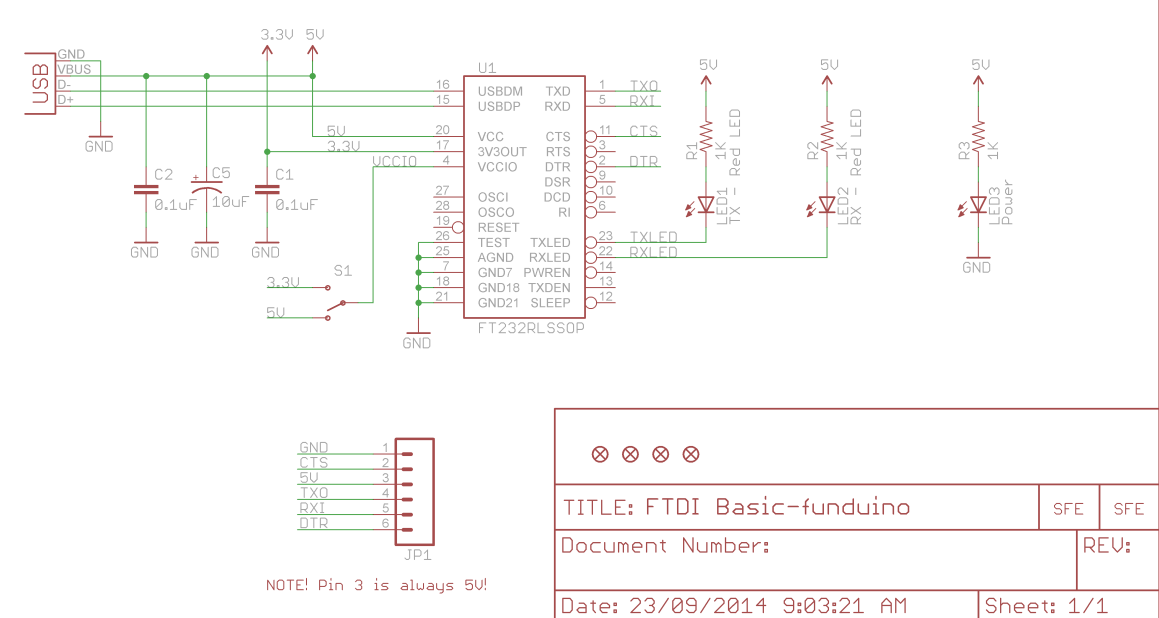 3.3V 5V
USB
GND
VBUS
D-
D+
GND
C2
0.1uF
GND
+
C5
10uF
GND
C1
0.1uF
GND
5V
3.3V
VCCIO
S1
3.3V
5V
U1
16 USBDM
15 USBDP
20 VCC
17 3V3OUT
4 VCCIO
27 OSCI
28 OSCO
19 RESET
26 TEST
25 AGND
7 GND7
18 GND18
21 GND21
GND
TXD 1 TXO
RXD 5 RXI
CTS 11 CTS
RTS 3
DTR 2 DTR
DSR 9
DCD 10
RI 6
TXLED 23 TXLED
RXLED 22 RXLED
PWREN 14
TXDEN 13
SLEEP 12
FT232RLSSOP
5V
R1
1K
LED1
TX - Red LED
5V
R2
1K
LED2
RX - Red LED
5V
R3
1K
LED3
Power
GND
GND 1
CTS 2
5V 3
TXO 4
RXI 5
DTR 6
JP1
NOTE! Pin 3 is always 5V!
TITLE: FTDI Basic-funduino
SFE
SFE
Document Number:
REV:
Date: 23/09/2014 9:03:21 AM
Sheet: 1/1